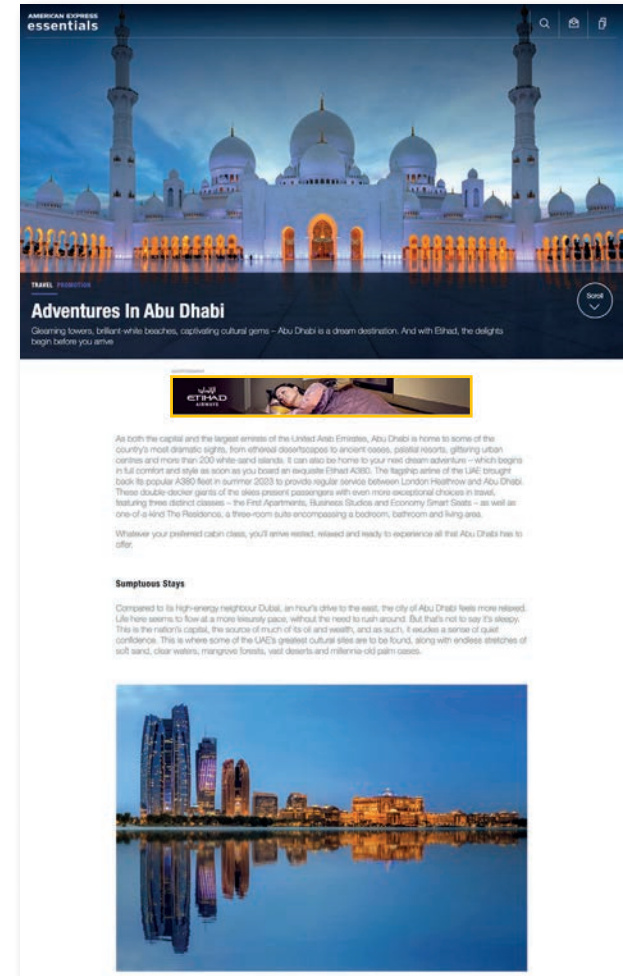 AMERICAN EXPRESS
essentials
TRAVEL PROMOTION
Scroll
Adventures In Abu Dhabi
Gleaming towers, brilliant-white beaches, captivating cultural gems – Abu Dhabi is a dream destination. And with Etihad, the delights
begin before you arrive
ADVERTISEMENT
الاتحاد
ETIHAD
AIRWAYS
As both the capital and the largest emirate of the United Arab Emirates, Abu Dhabi is home to some of the
country's most dramatic sights, from ethereal desertscapes to ancient oases, palatial resorts, glittering urban
centres and more than 200 white-sand islands. It can also be home to your next dream adventure – which begins
in full comfort and style as soon as you board an exquisite Etihad A380. The flagship airline of the UAE brought
back its popular A380 fleet in summer 2023 to provide regular service between London Heathrow and Abu Dhabi.
These double-decker giants of the skies present passengers with even more exceptional choices in travel,
featuring three distinct classes – the First Apartments, Business Studios and Economy Smart Seats – as well as
one-of-a-kind The Residence, a three-room suite encompassing a bedroom, bathroom and living area.
Whatever your preferred cabin class, you'll arrive rested, relaxed and ready to experience all that Abu Dhabi has to
offer.
Sumptuous Stays
Compared to its high-energy neighbour Dubai, an hour's drive to the east, the city of Abu Dhabi feels more relaxed.
Life here seems to flow at a more leisurely pace, without the need to rush around. But that's not to say it's sleepy.
This is the nation's capital, the source of much of its oil and wealth, and as such, it exudes a sense of quiet
confidence. This is where some of the UAE's greatest cultural sites are to be found, along with endless stretches of
soft sand, clear waters, mangrove forests, vast deserts and millennia-old palm oases.